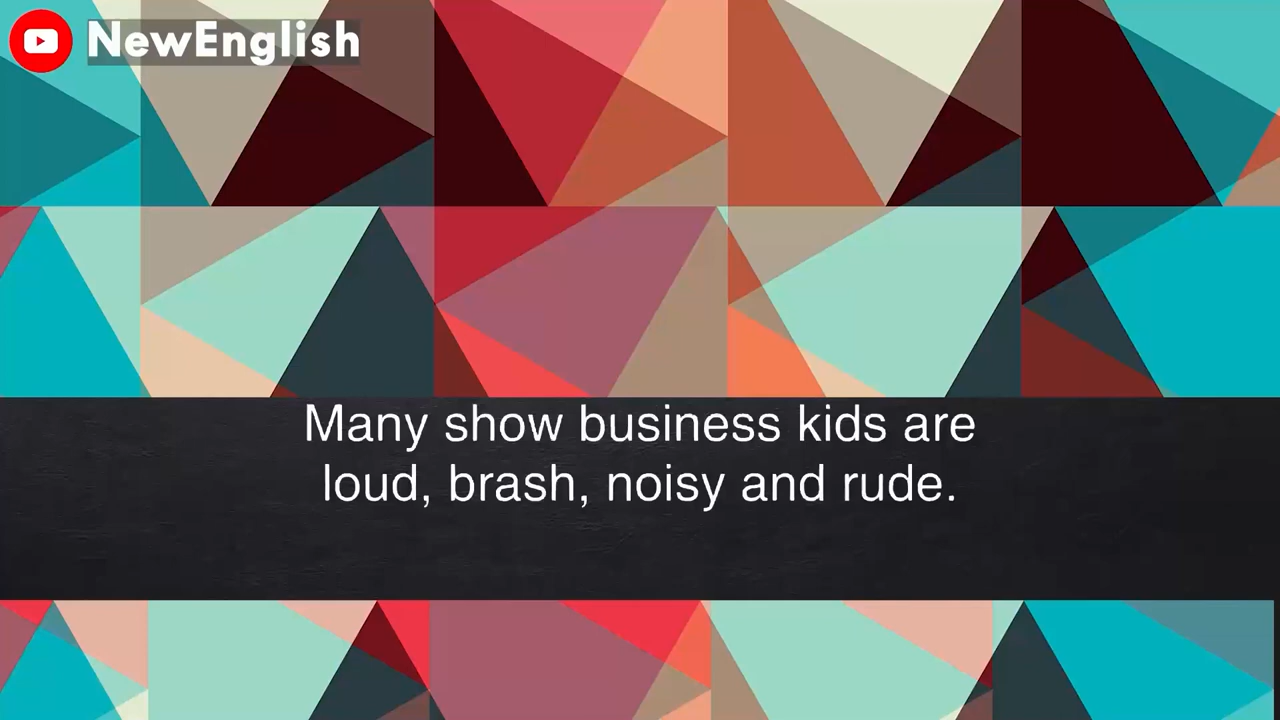 NewEnglish
Many show business kids are
loud, brash, noisy and rude.